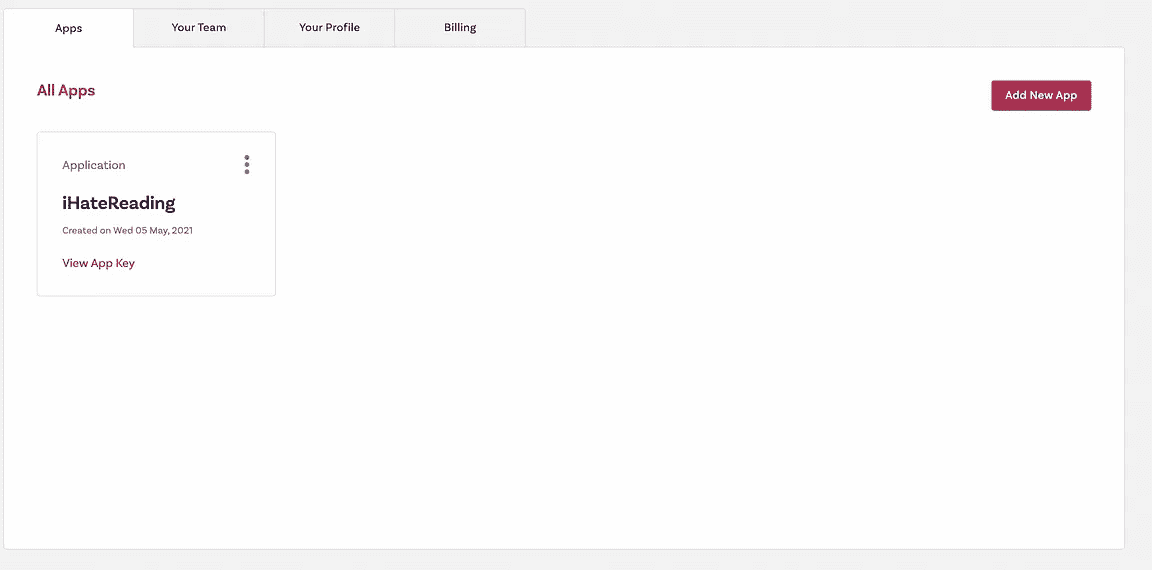 Apps
Your Team
Your Profile
Billing
All Apps
Add New App
Application
iHateReading
Created on Wed 05 May, 2021
View App Key